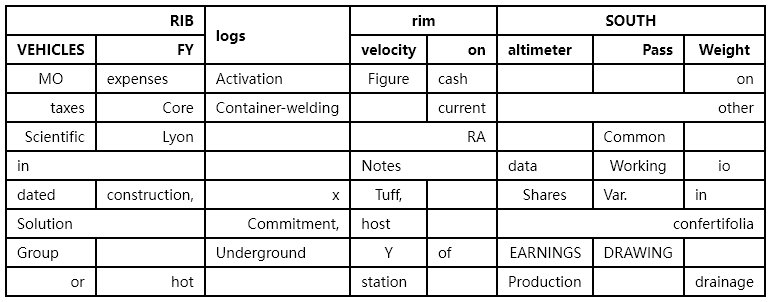 RIB logs rim SOUTH
VEHICLES FY velocity on altimeter Pass Weight
MO expenses Activation Figure cash on
taxes Core Container-welding current other
Scientific Lyon RA Common
in Notes data Working io
dated construction, x Tuff, Shares Var. in
Solution Commitment, host confertifolia
Group Underground Y of EARNINGS DRAWING
or hot station Production drainage